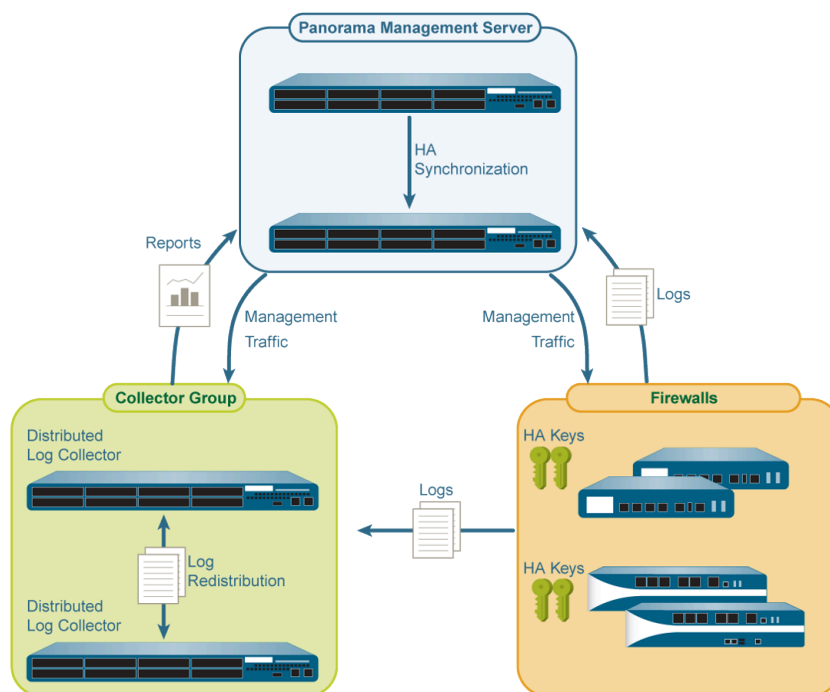 Panorama Management Server
HA
Synchronization
Reports
Logs
Management
Traffic
Management
Traffic
Collector Group
Firewalls
Distributed
Log Collector
HA Keys
Logs
Log
Redistribution
HA Keys
Distributed
Log Collector